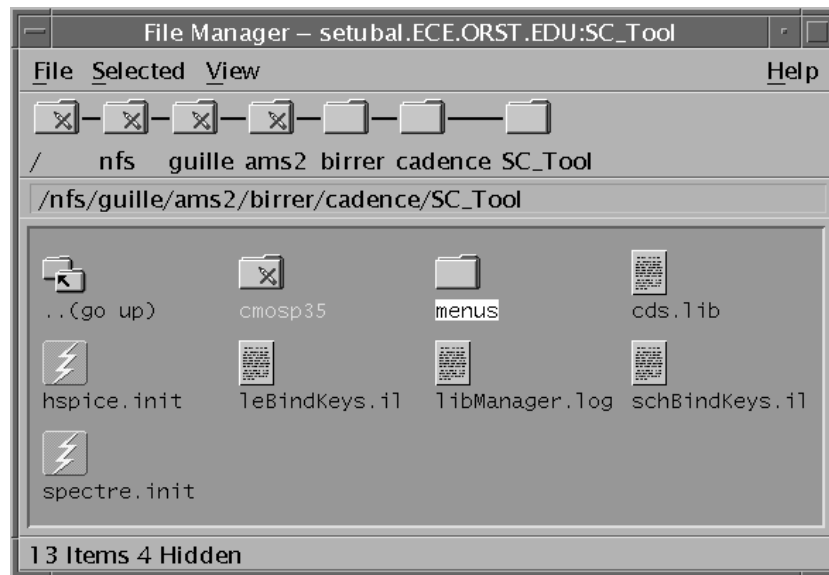 File Manager – setubal.ECE.ORST.EDU:SC_Tool
File Selected View Help
/ nfs guille ams2 birrer cadence SC_Tool
/nfs/guille/ams2/birrer/cadence/SC_Tool
..(go up) cmosp35 menus cds.lib
hspice.init leBindKeys.il libManager.log schBindKeys.il
spectre.init
13 Items 4 Hidden